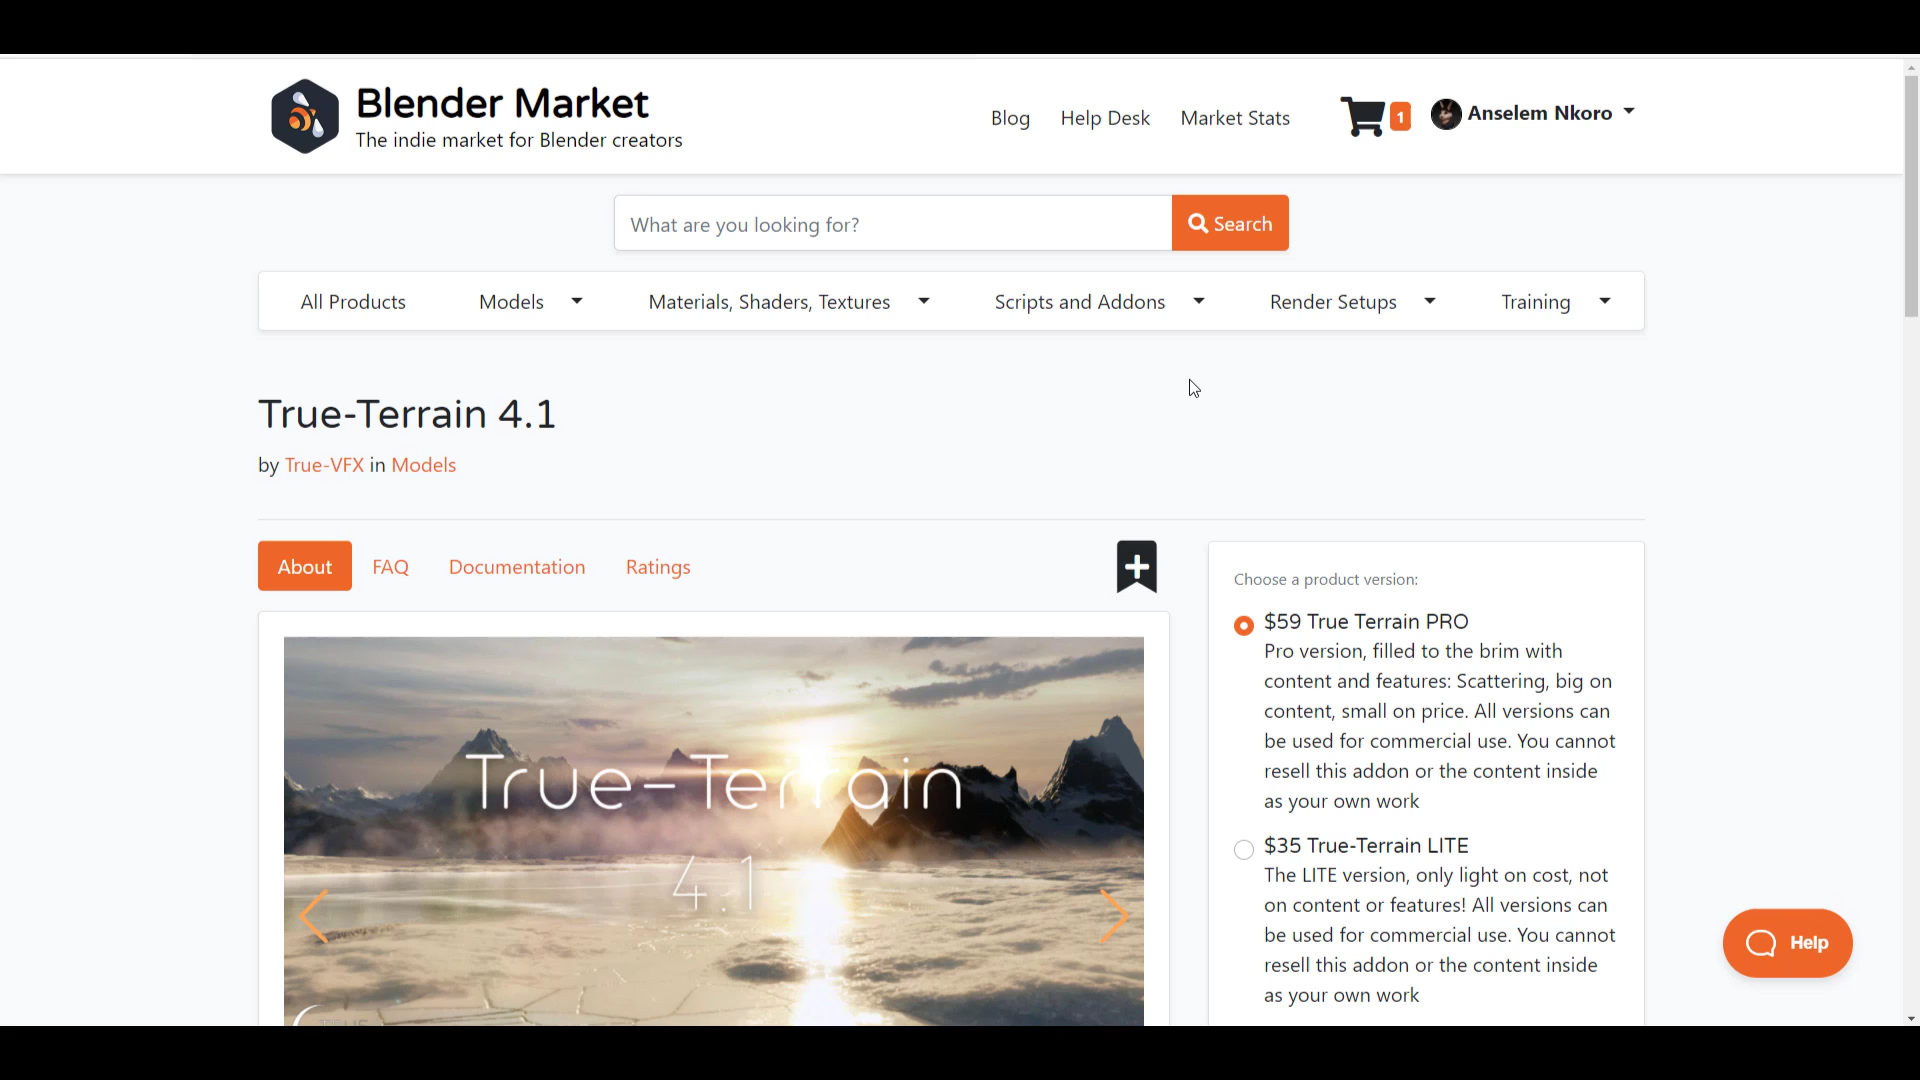 Blender Market
The indie market for Blender creators
Blog
Help Desk
Market Stats
1
Anselem Nkoro
What are you looking for?
Search
All Products
Models
Materials, Shaders, Textures
Scripts and Addons
Render Setups
Training
True-Terrain 4.1
by True-VFX in Models
About
FAQ
Documentation
Ratings
True-Terrain
4.1
Choose a product version:
$59 True Terrain PRO
Pro version, filled to the brim with
content and features: Scattering, big on
content, small on price. All versions can
be used for commercial use. You cannot
resell this addon or the content inside
as your own work
$35 True-Terrain LITE
The LITE version, only light on cost, not
on content or features! All versions can
be used for commercial use. You cannot
resell this addon or the content inside
as your own work
Help